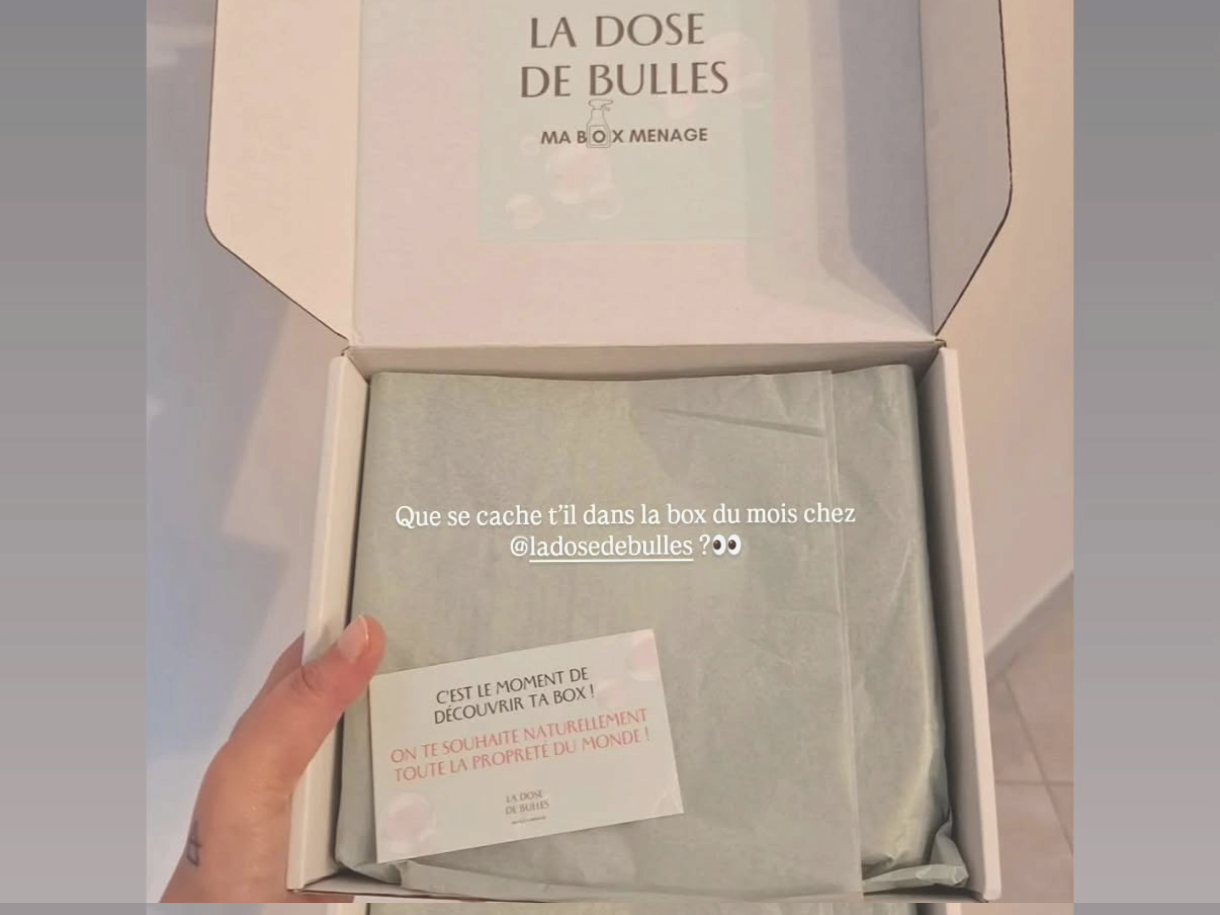 LA DOSE
DE BULLES
MA BOX MENAGE
Que se cache t'il dans la box du mois chez
@ladosedebulles ?👀
C'EST LE MOMENT DE
DÉCOUVRIR TA BOX !
ON TE SOUHAITE NATURELLEMENT
TOUTE LA PROPRETÉ DU MONDE !
LA DOSE
DE BULLES